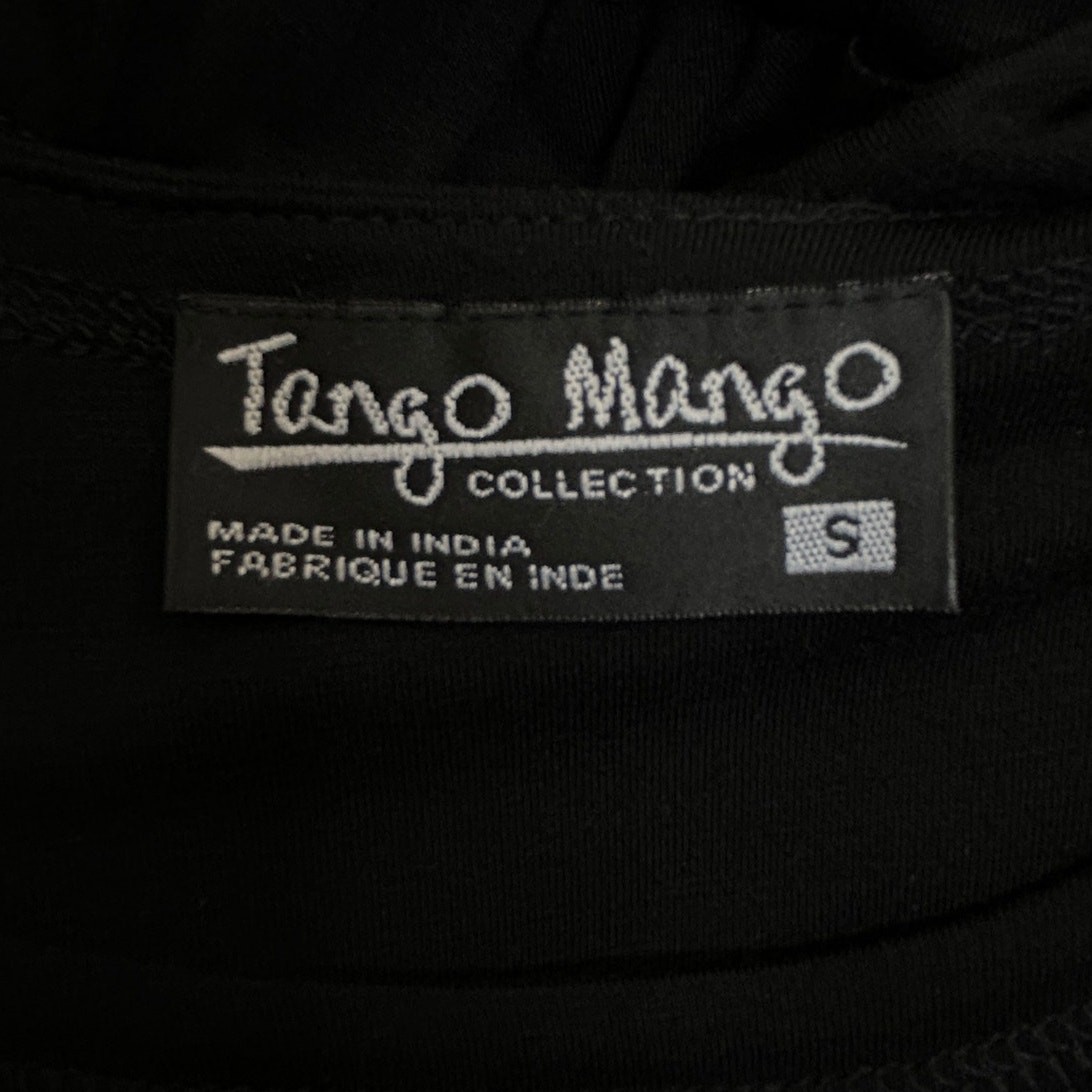 Tango Mango
COLLECTION
MADE IN INDIA
FABRIQUE EN INDE
S